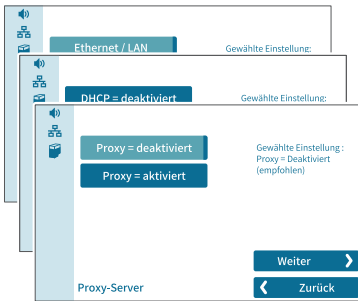 Ethernet / LAN
Gewählte Einstellung:
DHCP = deaktiviert
Gewählte Einstellung:
Proxy = deaktiviert
Proxy = aktiviert
Gewählte Einstellung :
Proxy = Deaktiviert
(empfohlen)
Weiter
Proxy-Server
Zurück